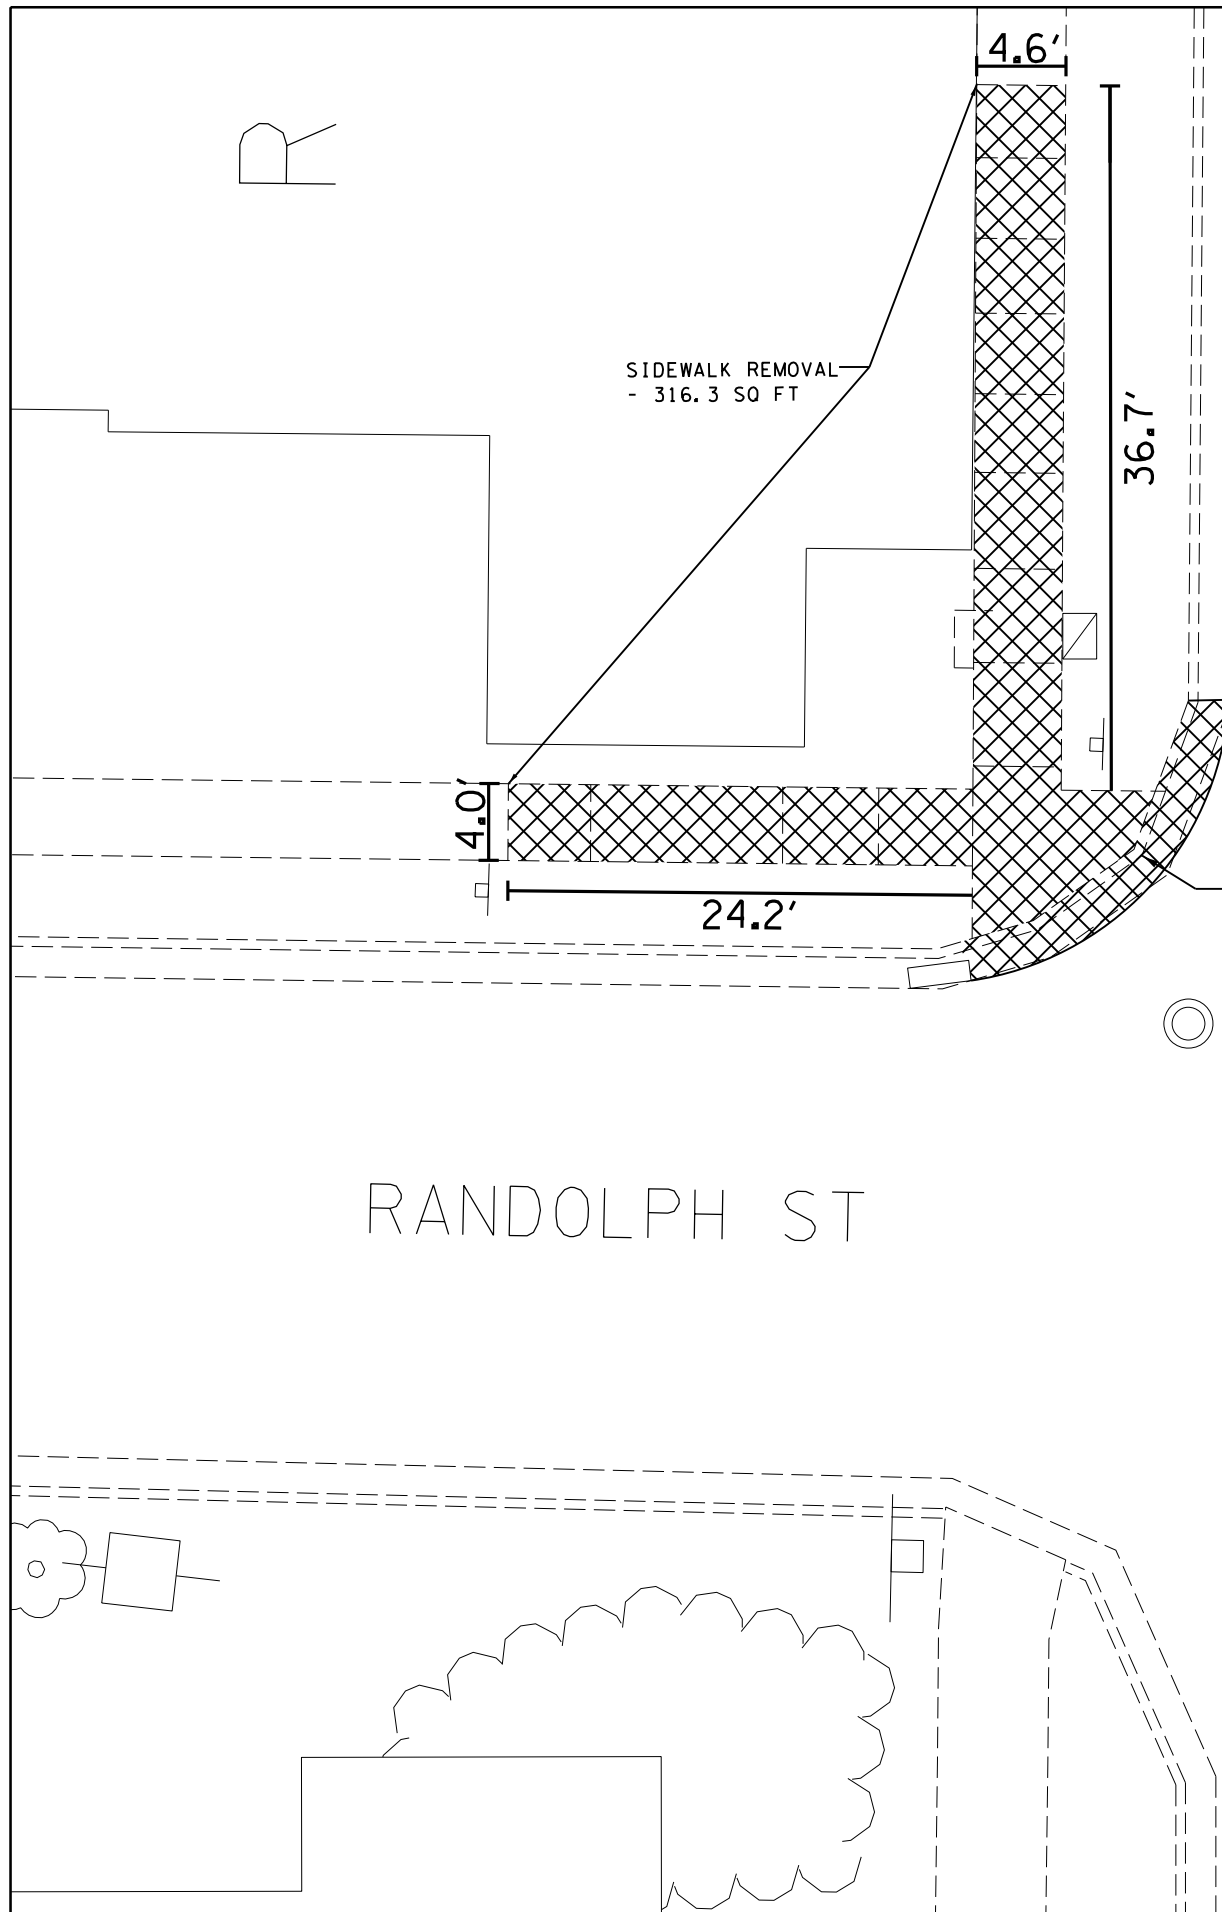 4.6'
R
SIDEWALK REMOVAL
- 316.3 SQ FT
36.7'
4.0'
24.2'
RANDOLPH ST